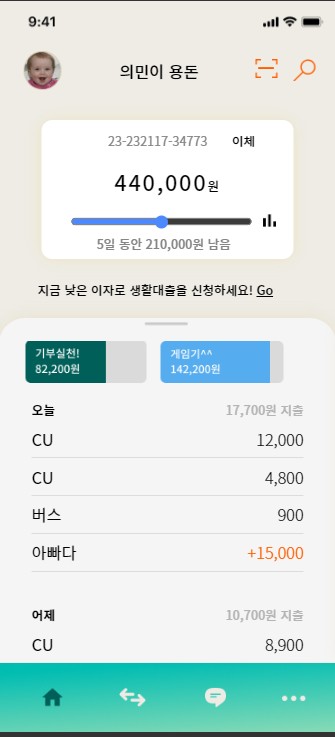 9:41
의민이 용돈
23-232117-34773 이체
440,000원
5일 동안 210,000원 남음
지금 낮은 이자로 생활대출을 신청하세요! Go
기부실천!
82,200원
게임기^^
142,200원
오늘 17,700원 지출
CU 12,000
CU 4,800
버스 900
아빠다 +15,000
어제 10,700원 지출
CU 8,900